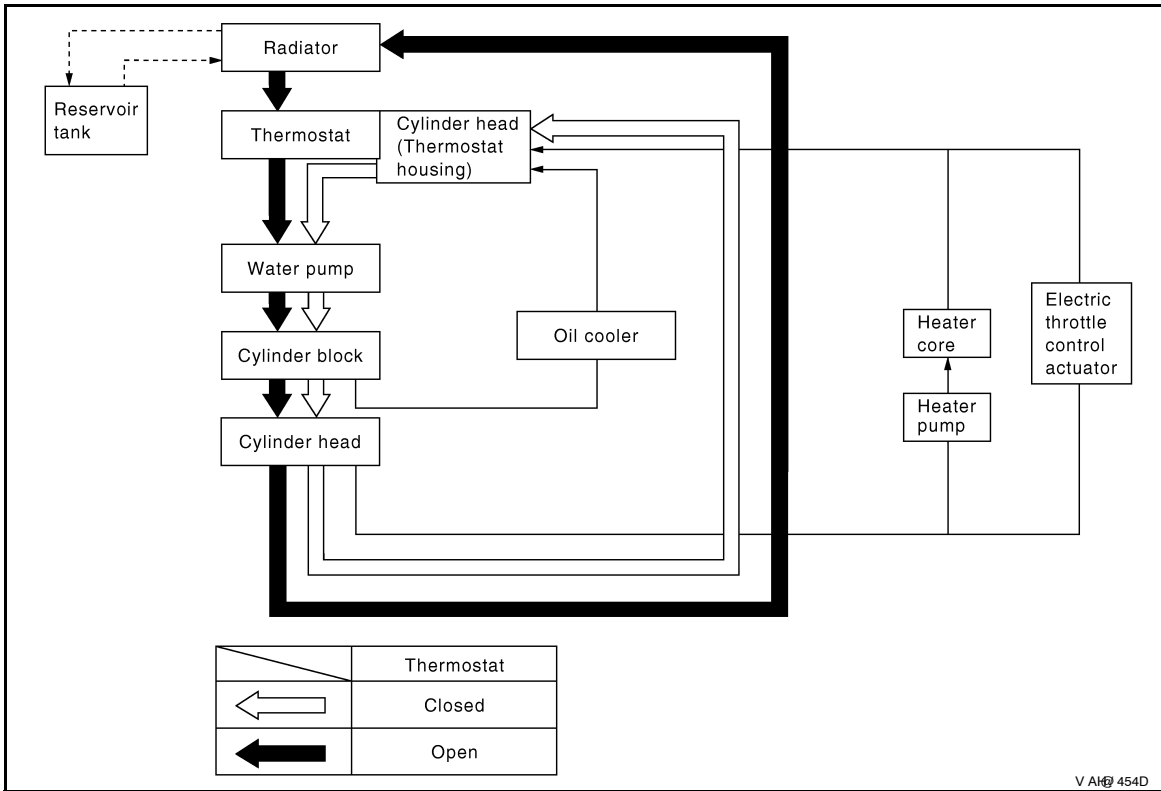 Radiator
Reservoir
tank
Thermostat
Cylinder head
(Thermostat
housing)
Water pump
Cylinder block
Cylinder head
Oil cooler
Heater
core
Heater
pump
Electric
throttle
control
actuator
Thermostat
Closed
Open
454D